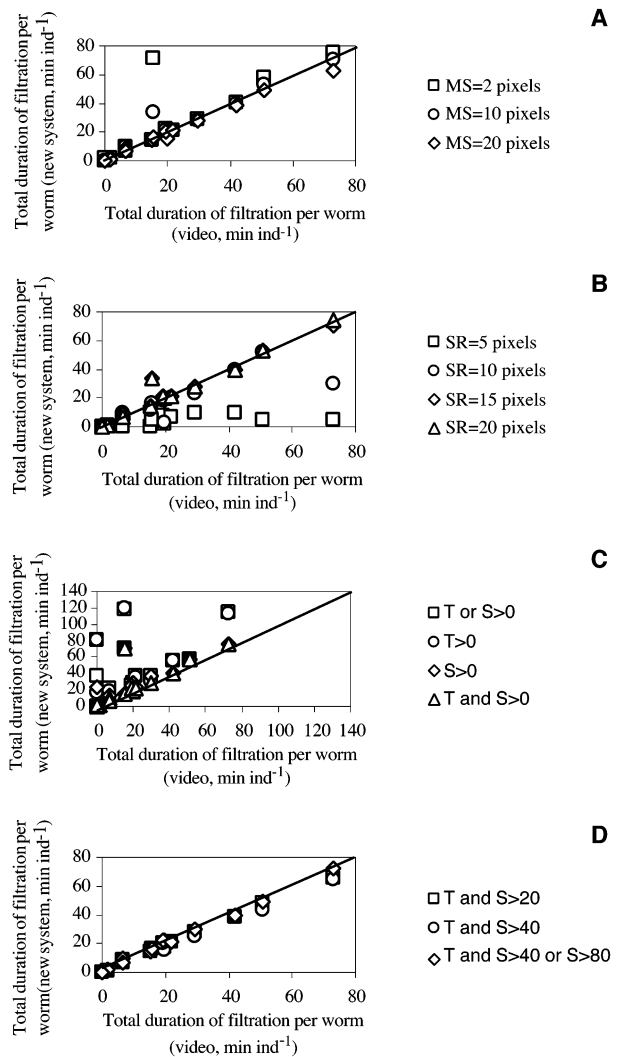 A
Total duration of filtration per
worm (new system, min ind-1)
80
60
40
20
0
0 20 40 60 80
Total duration of filtration per worm
(video, min ind-1)
MS=2 pixels
MS=10 pixels
MS=20 pixels
B
Total duration of filtration per
worm (new system, min ind-1)
80
60
40
20
0
0 20 40 60 80
Total duration of filtration per worm
(video, min ind-1)
SR=5 pixels
SR=10 pixels
SR=15 pixels
SR=20 pixels
C
Total duration of filtration per
worm (new system, min ind-1)
140
120
100
80
60
40
20
0
0 20 40 60 80 100 120 140
Total duration of filtration per worm
(video, min ind-1)
T or S>0
T>0
S>0
T and S>0
D
Total duration of filtration per
worm(new system, min ind-1)
80
60
40
20
0
0 20 40 60 80
Total duration of filtration per worm
(video, min ind-1)
T and S>20
T and S>40
T and S>40 or S>80